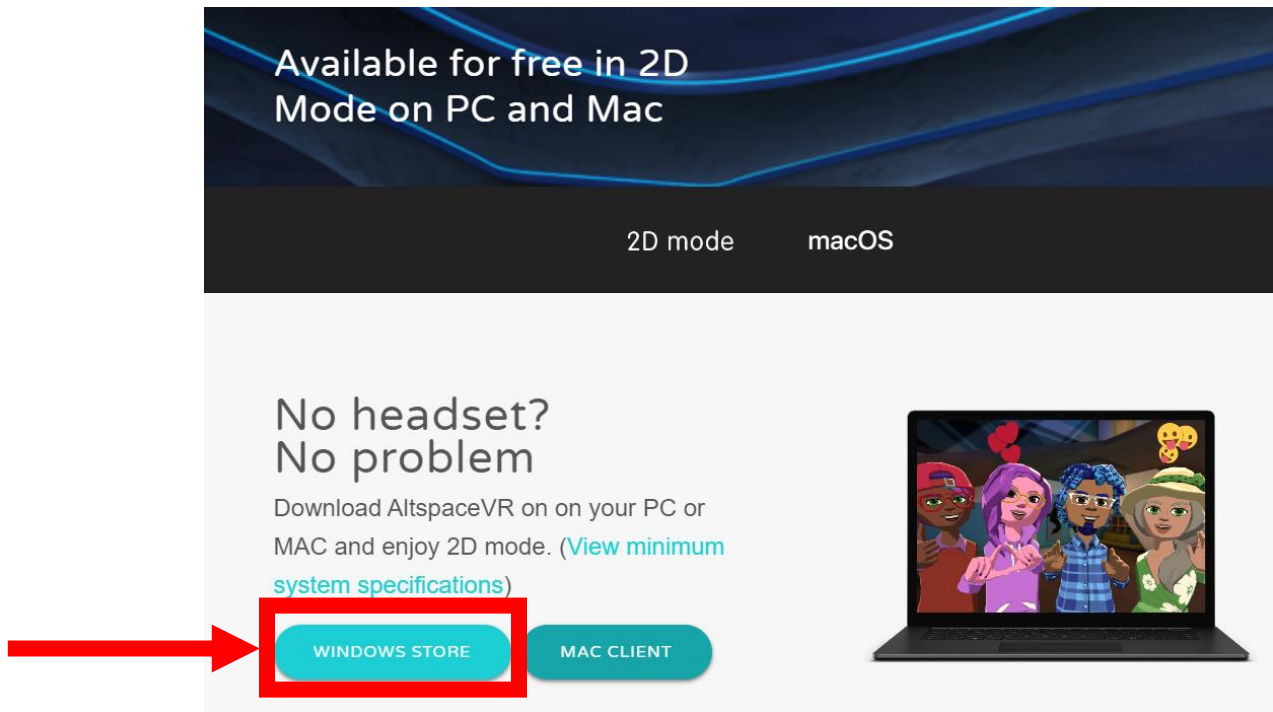 Available for free in 2D
Mode on PC and Mac
2D mode macOS
No headset?
No problem
Download AltspaceVR on on your PC or
MAC and enjoy 2D mode. (View minimum
system specifications)
WINDOWS STORE MAC CLIENT